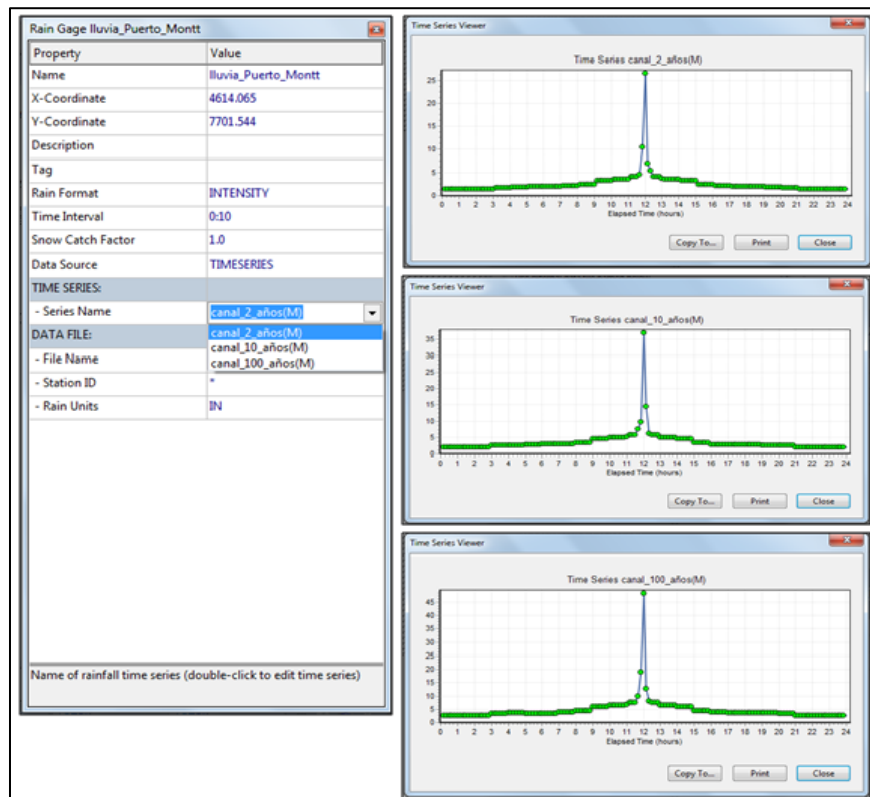 Rain Gage lluvia_Puerto_Montt
Property Value
Name lluvia_Puerto_Montt
X-Coordinate 4614.065
Y-Coordinate 7701.544
Description
Tag
Rain Format INTENSITY
Time Interval 0:10
Snow Catch Factor 1.0
Data Source TIMESERIES
TIME SERIES:
- Series Name canal_2_años(M)
DATA FILE: canal_2_años(M)
canal_10_años(M)
- File Name canal_100_años(M)
- Station ID *
- Rain Units IN
Name of rainfall time series (double-click to edit time series)
Time Series Viewer
Time Series canal_2_años(M)
25
20
15
10
5
0
0 1 2 3 4 5 6 7 8 9 10 11 12 13 14 15 16 17 18 19 20 21 22 23 24
Elapsed Time (hours)
Copy To... Print Close
Time Series Viewer
Time Series canal_10_años(M)
35
30
25
20
15
10
5
0
0 1 2 3 4 5 6 7 8 9 10 11 12 13 14 15 16 17 18 19 20 21 22 23 24
Elapsed Time (hours)
Copy To... Print Close
Time Series Viewer
Time Series canal_100_años(M)
45
40
35
30
25
20
15
10
5
0
0 1 2 3 4 5 6 7 8 9 10 11 12 13 14 15 16 17 18 19 20 21 22 23 24
Elapsed Time (hours)
Copy To... Print Close